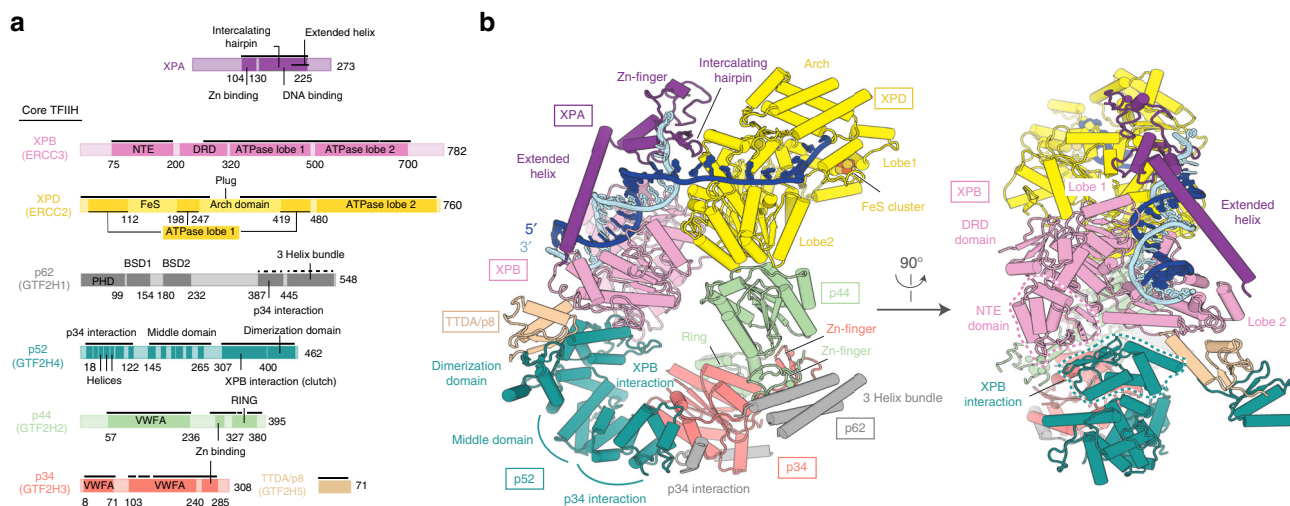 a
Intercalating
hairpin
Extended helix
XPA
273
104 130 225
Zn binding
DNA binding
Core TFIIH
XPB
(ERCC3)
NTE DRD ATPase lobe 1 ATPase lobe 2
782
75 200 320 500 700
Plug
XPD
(ERCC2)
FeS Arch domain ATPase lobe 2
760
112 198 247 419 480
ATPase lobe 1
BSD1 BSD2 3 Helix bundle
p62
(GTF2H1)
PHD
548
99 154 180 232 387 445
p34 interaction
p34 interaction Middle domain Dimerization domain
p52
(GTF2H4)
462
18 122 145 265 307 400
Helices
XPB interaction (clutch)
RING
p44
(GTF2H2)
VWFA
395
57 236 327 380
Zn binding
p34
(GTF2H3)
VWFA VWFA
308
8 71 103 240 285
TTDA/p8
(GTF2H5)
71
b
Zn-finger
Intercalating
hairpin
Arch
XPA
XPD
Extended
helix
Lobe1
FeS cluster
5′
3′
Lobe2
XPB
p44
TTDA/p8
Ring
Zn-finger
Zn-finger
Dimerization
domain
XPB
interaction
3 Helix bundle
Middle domain
p62
p52
p34
p34 interaction
p34 interaction
90°
XPB
Lobe 1
DRD
domain
Extended
helix
NTE
domain
Lobe 2
XPB
interaction